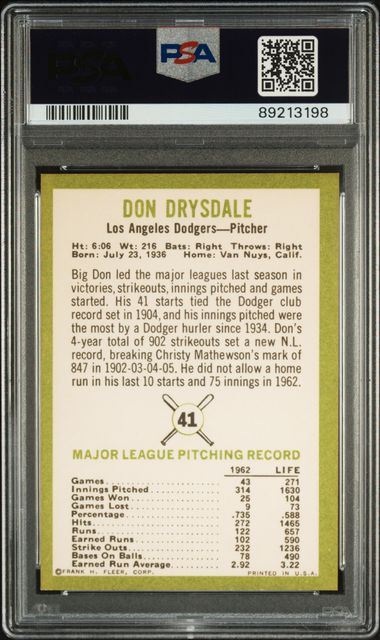 PSA PSA
89213198
DON DRYSDALE
Los Angeles Dodgers—Pitcher
Ht: 6:06 Wt: 216 Bats: Right Throws: Right
Born: July 23, 1936 Home: Van Nuys, Calif.
Big Don led the major leagues last season in
victories, strikeouts, innings pitched and games
started. His 41 starts tied the Dodger club
record set in 1904, and his innings pitched were
the most by a Dodger hurler since 1934. Don's
4-year total of 902 strikeouts set a new N.L.
record, breaking Christy Mathewson's mark of
847 in 1902-03-04-05. He did not allow a home
run in his last 10 starts and 75 innings in 1962.
41
MAJOR LEAGUE PITCHING RECORD
1962 LIFE
Games 43 271
Innings Pitched 314 1630
Games Won 25 104
Games Lost 9 73
Percentage .735 .588
Hits 272 1465
Runs 122 657
Earned Runs 102 590
Strike Outs 232 1236
Bases On Balls 78 490
Earned Run Average 2.92 3.22
©FRANK H. FLEER, CORP. PRINTED IN U.S.A.
PSA